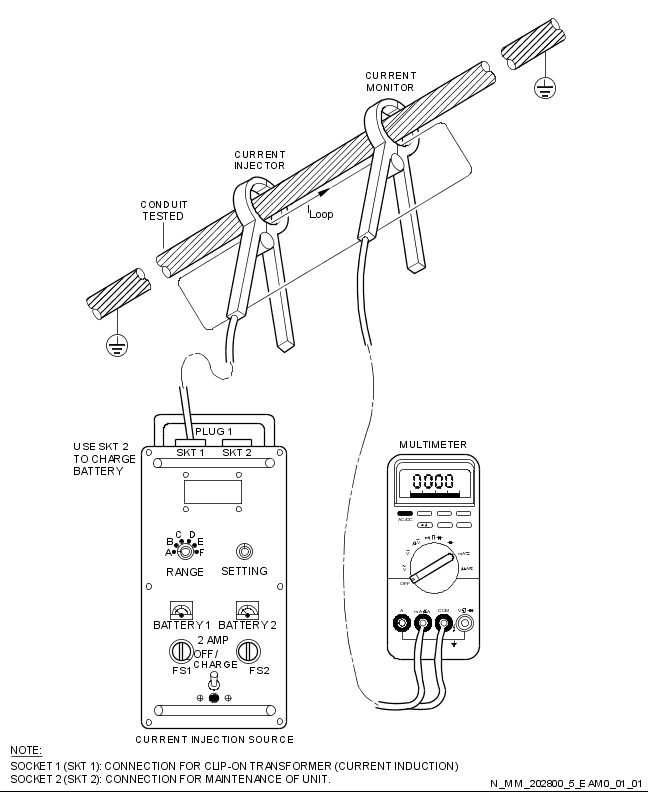 CURRENT
MONITOR
CURRENT
INJECTOR
CONDUIT
TESTED
ILoop
PLUG 1
SKT 1 SKT 2
USE SKT 2
TO CHARGE
BATTERY
MULTIMETER
0000
AC/DC
A B C D E F
RANGE
SETTING
OFF
mA
µA
A mA µA COM V
BATTERY 1 BATTERY 2
2 AMP
OFF/
CHARGE
FS1 FS2
CURRENT INJECTION SOURCE
NOTE:
SOCKET 1 (SKT 1): CONNECTION FOR CLIP-ON TRANSFORMER (CURRENT INDUCTION)
SOCKET 2 (SKT 2): CONNECTION FOR MAINTENANCE OF UNIT.
N_MM_202800_5_EAM0_01_01